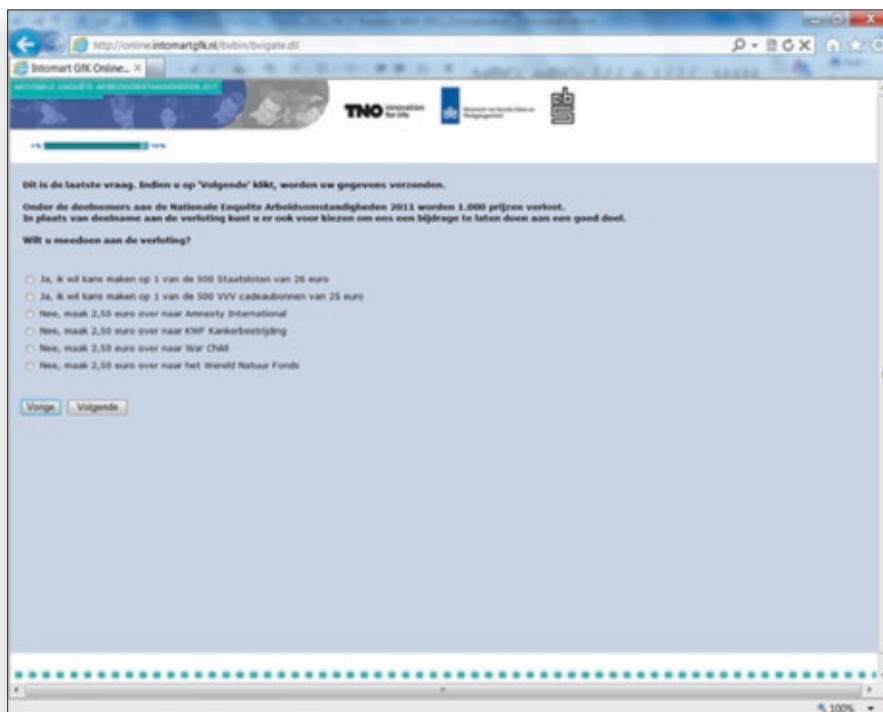 http://online.intomartgfk.nl/bvbin/bvigate.dll
Intomart GfK Online...
NATIONALE ENQUÊTE ARBEIDSOMSTANDIGHEDEN 2011
TNO innovation for life
cbs
Dit is de laatste vraag. Indien u op 'Volgende' klikt, worden uw gegevens verzonden.
Onder de deelnemers aan de Nationale Enquête Arbeidsomstandigheden 2011 worden 1.000 prijzen verloot.
In plaats van deelname aan de verloting kunt u er ook voor kiezen om ons een bijdrage te laten doen aan een goed doel.
Wilt u meedoen aan de verloting?
Ja, ik wil kans maken op 1 van de 500 Staatsloten van 26 euro
Ja, ik wil kans maken op 1 van de 500 VVV cadeaubonnen van 25 euro
Nee, maak 2,50 euro over naar Amnesty International
Nee, maak 2,50 euro over naar KWF Kankerbestrijding
Nee, maak 2,50 euro over naar War Child
Nee, maak 2,50 euro over naar het Wereld Natuur Fonds
Vorige Volgende
100%